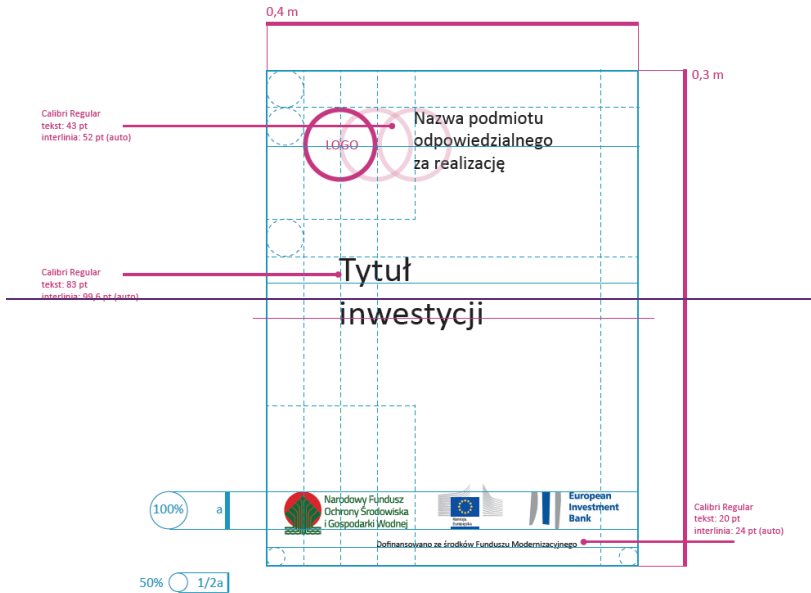 0,4 m
0,3 m
Calibri Regular
tekst: 43 pt
interlinia: 52 pt (auto)
LOGO
Nazwa podmiotu
odpowiedzialnego
za realizację
Calibri Regular
tekst: 83 pt
interlinia: 99,6 pt (auto)
Tytuł
inwestycji
100%
a
Narodowy Fundusz
Ochrony Środowiska
i Gospodarki Wodnej
Komisja
Europejska
European
Investment
Bank
Calibri Regular
tekst: 20 pt
interlinia: 24 pt (auto)
Dofinansowano ze środków Funduszu Modernizacyjnego
50%
1/2a